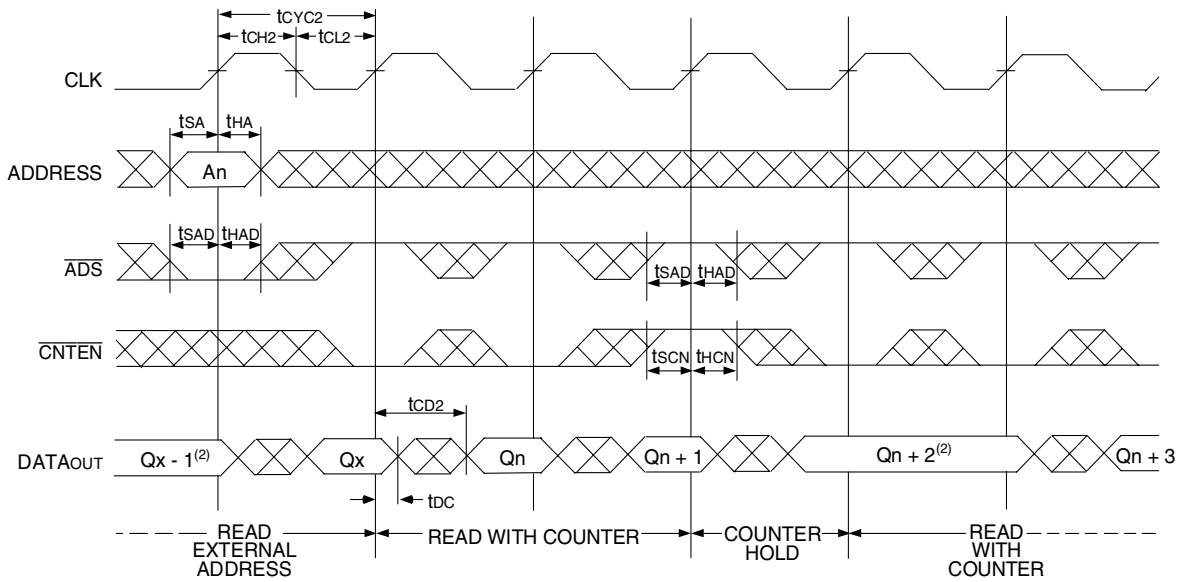 tCYC2
tCH2 tCL2
CLK
tSA tHA
ADDRESS An
tSAD tHAD
ADS
tSAD tHAD
CNTEN
tSCN tHCN
tCD2
DATAOUT Qx - 1(2) Qx Qn Qn + 1 Qn + 2(2) Qn + 3
tDC
READ EXTERNAL ADDRESS
READ WITH COUNTER
COUNTER HOLD
READ WITH COUNTER